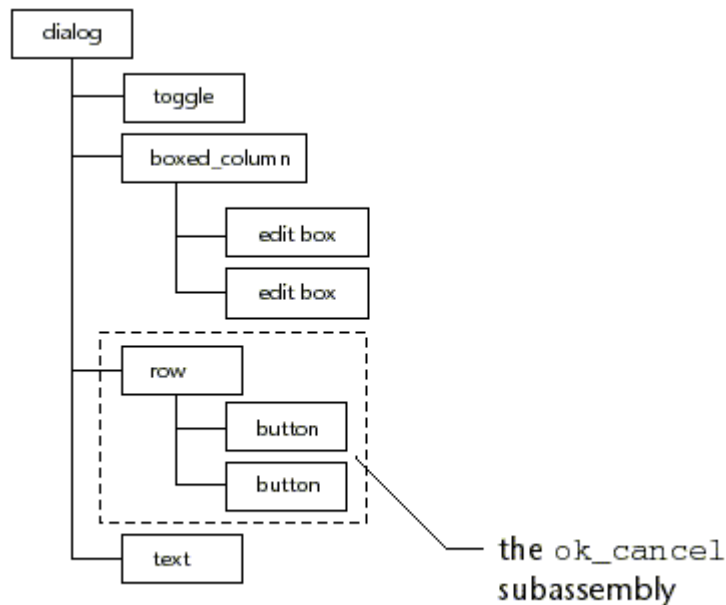 dialog
toggle
boxed_column
edit box
edit box
row
button
button
text
the ok_cancel
subassembly